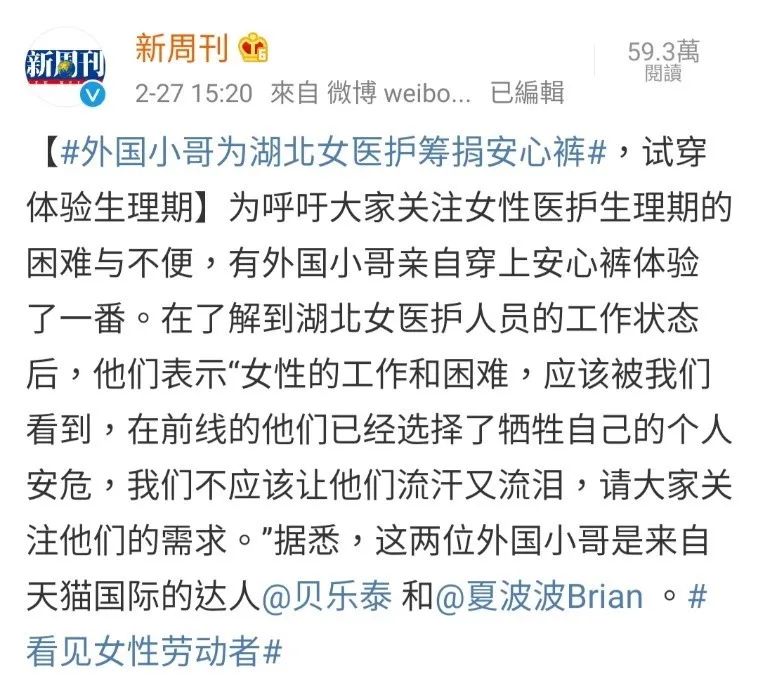 新周刊
新周刊
59.3萬
閱讀
2-27 15:20 來自 微博 weibo... 已編輯
【#外国小哥为湖北女医护筹捐安心裤#，试穿
体验生理期】为呼吁大家关注女性医护生理期的
困难与不便，有外国小哥亲自穿上安心裤体验
了一番。在了解到湖北女医护人员的工作状态
后，他们表示“女性的工作和困难，应该被我们
看到，在前线的他们已经选择了牺牲自己的个人
安危，我们不应该让他们流汗又流泪，请大家关
注他们的需求。”据悉，这两位外国小哥是来自
天猫国际的达人@贝乐泰 和@夏波波Brian 。#
看见女性劳动者#